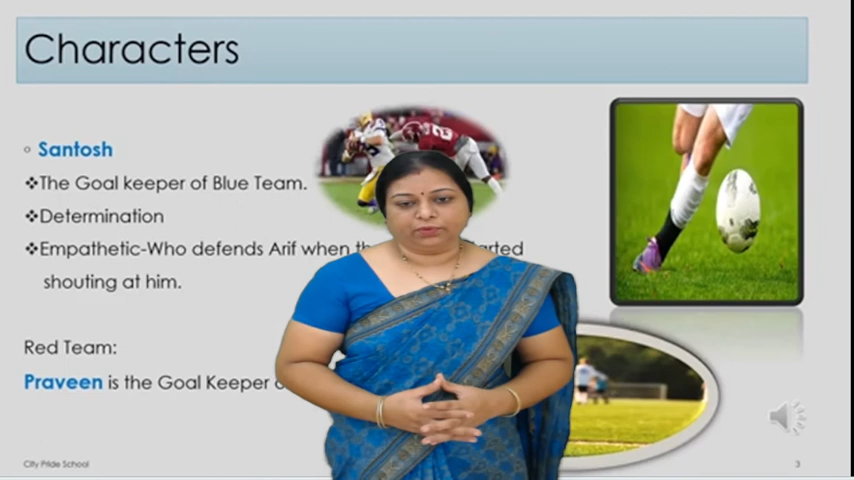 Characters
Santosh
❖The Goal keeper of Blue Team.
❖Determination
❖Empathetic-Who defends Arif when
shouting at him.
Red Team:
Praveen is the Goal Keeper
City Pride School
3